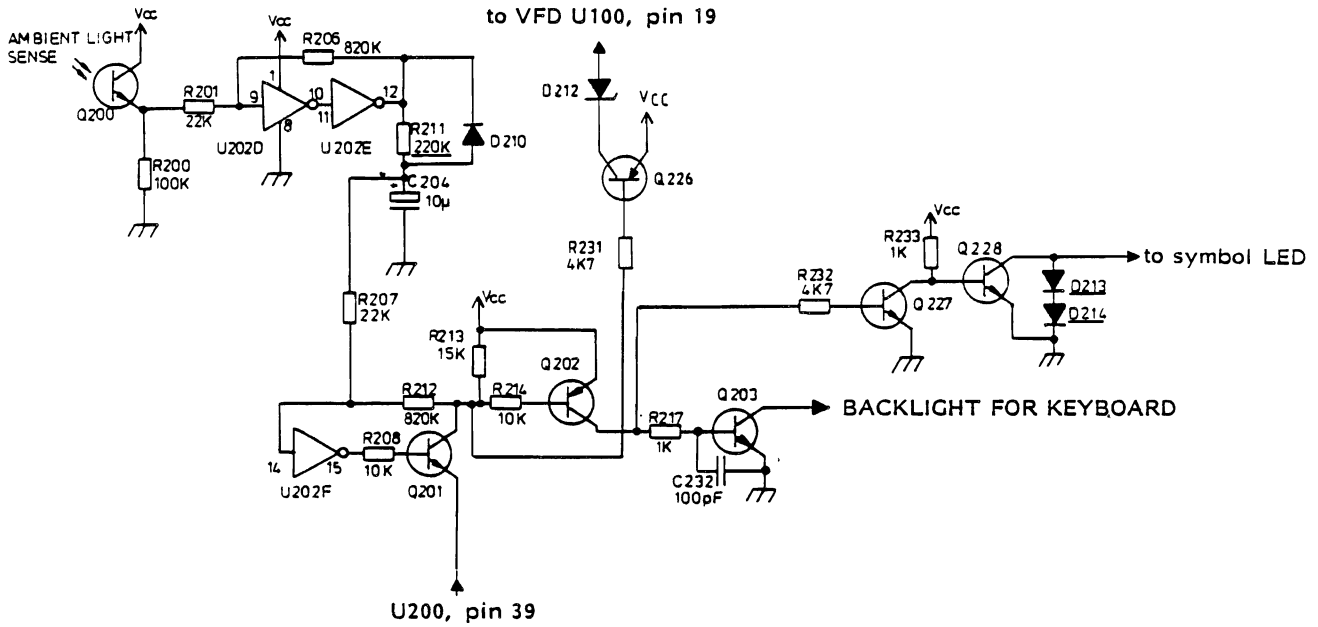 to VFD U100, pin 19
AMBIENT LIGHT
SENSE
Vcc
Vcc
R206
820K
Q200
R201
22K
9
1
8
10
11
12
U202D
U202E
R200
100K
R211
220K
D210
C204
10µ
+
D212
VCC
Q226
R231
4K7
R207
22K
Vcc
R213
15K
R212
820K
R214
10K
Q202
R217
1K
Q203
BACKLIGHT FOR KEYBOARD
C232
100pF
14
15
U202F
R208
10K
Q201
U200, pin 39
R232
4K7
Q227
Vcc
R233
1K
Q228
to symbol LED
D213
D214